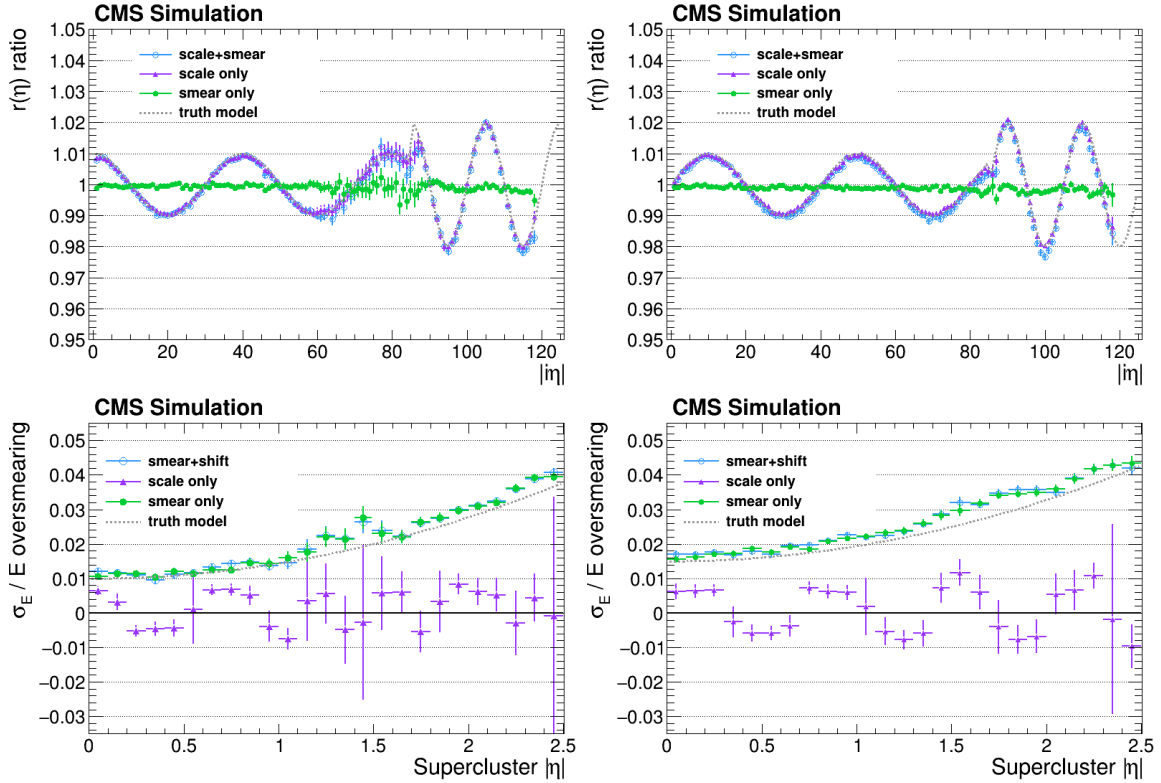 CMS Simulation
r(η) ratio
1.05
1.04
1.03
1.02
1.01
1
0.99
0.98
0.97
0.96
0.95
scale+smear
scale only
smear only
truth model
0 20 40 60 80 100 120
|iη|
CMS Simulation
r(η) ratio
1.05
1.04
1.03
1.02
1.01
1
0.99
0.98
0.97
0.96
0.95
scale+smear
scale only
smear only
truth model
0 20 40 60 80 100 120
|iη|
CMS Simulation
σE / E oversmearing
0.05
0.04
0.03
0.02
0.01
0
−0.01
−0.02
−0.03
smear+shift
scale only
smear only
truth model
0 0.5 1 1.5 2 2.5
Supercluster |η|
CMS Simulation
σE / E oversmearing
0.05
0.04
0.03
0.02
0.01
0
−0.01
−0.02
−0.03
smear+shift
scale only
smear only
truth model
0 0.5 1 1.5 2 2.5
Supercluster |η|